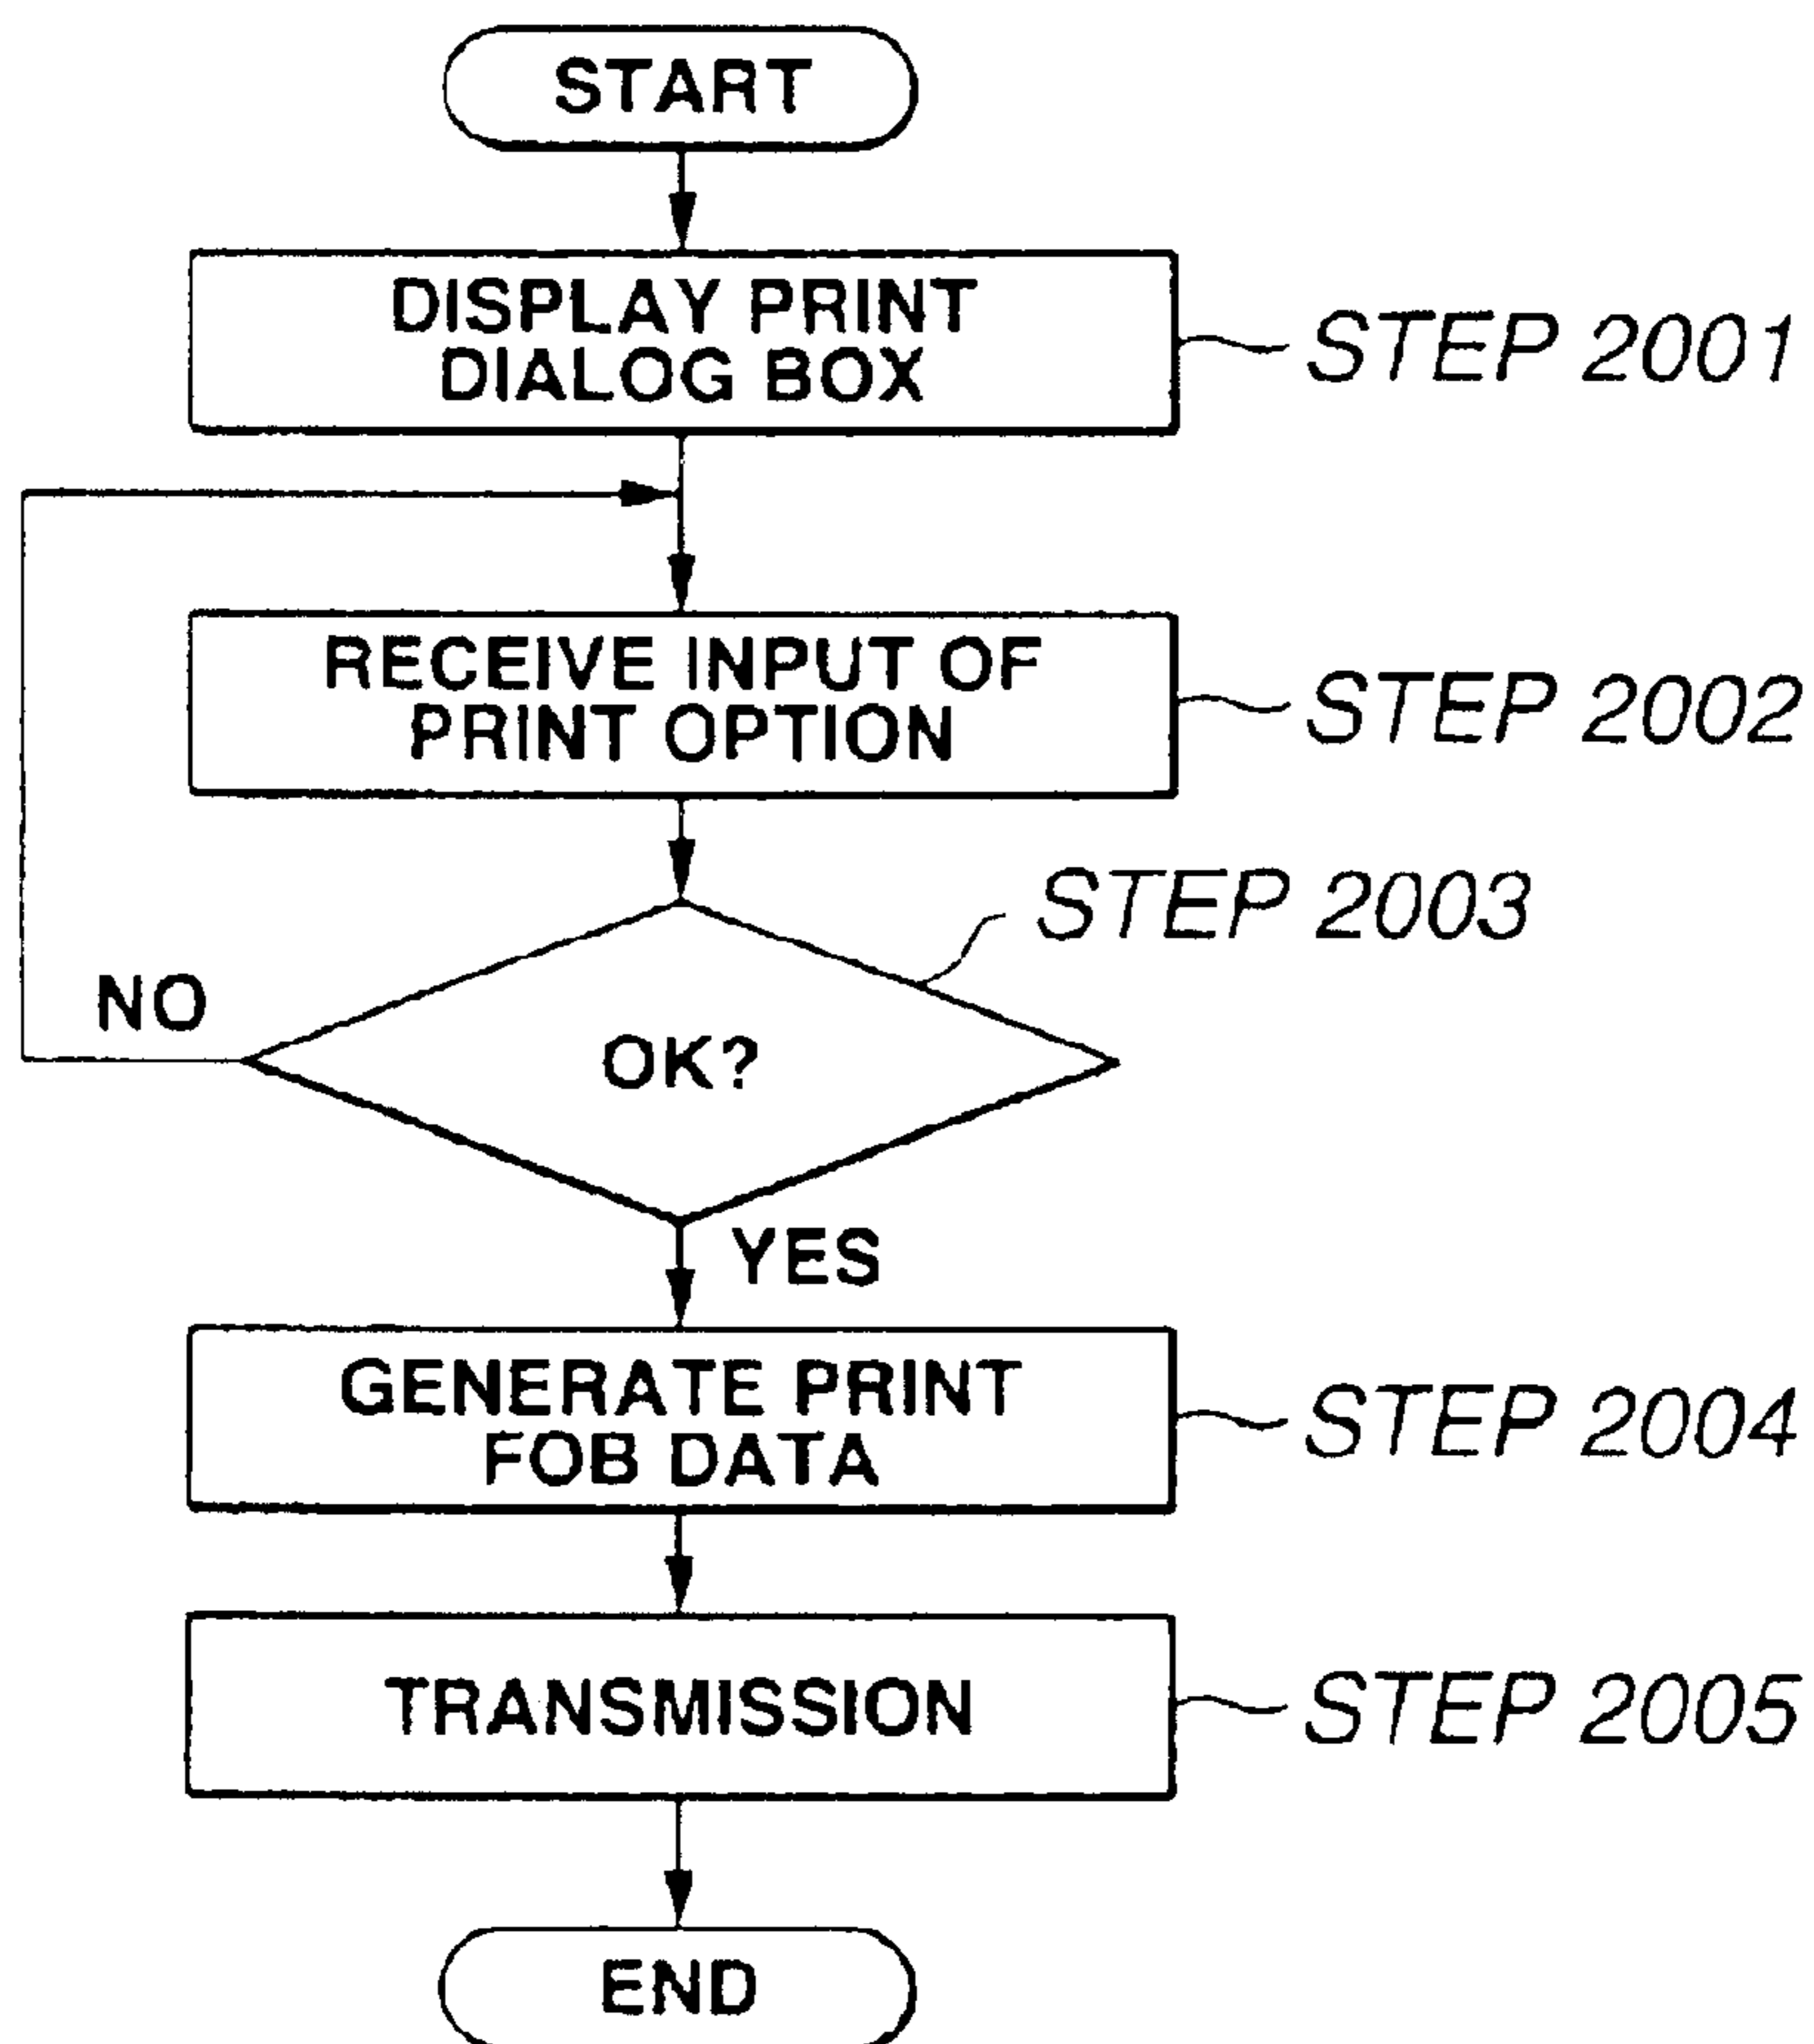 START
DISPLAY PRINT
DIALOG BOX
STEP 2001
RECEIVE INPUT OF
PRINT OPTION
STEP 2002
STEP 2003
NO
OK?
YES
GENERATE PRINT
FOB DATA
STEP 2004
TRANSMISSION
STEP 2005
END